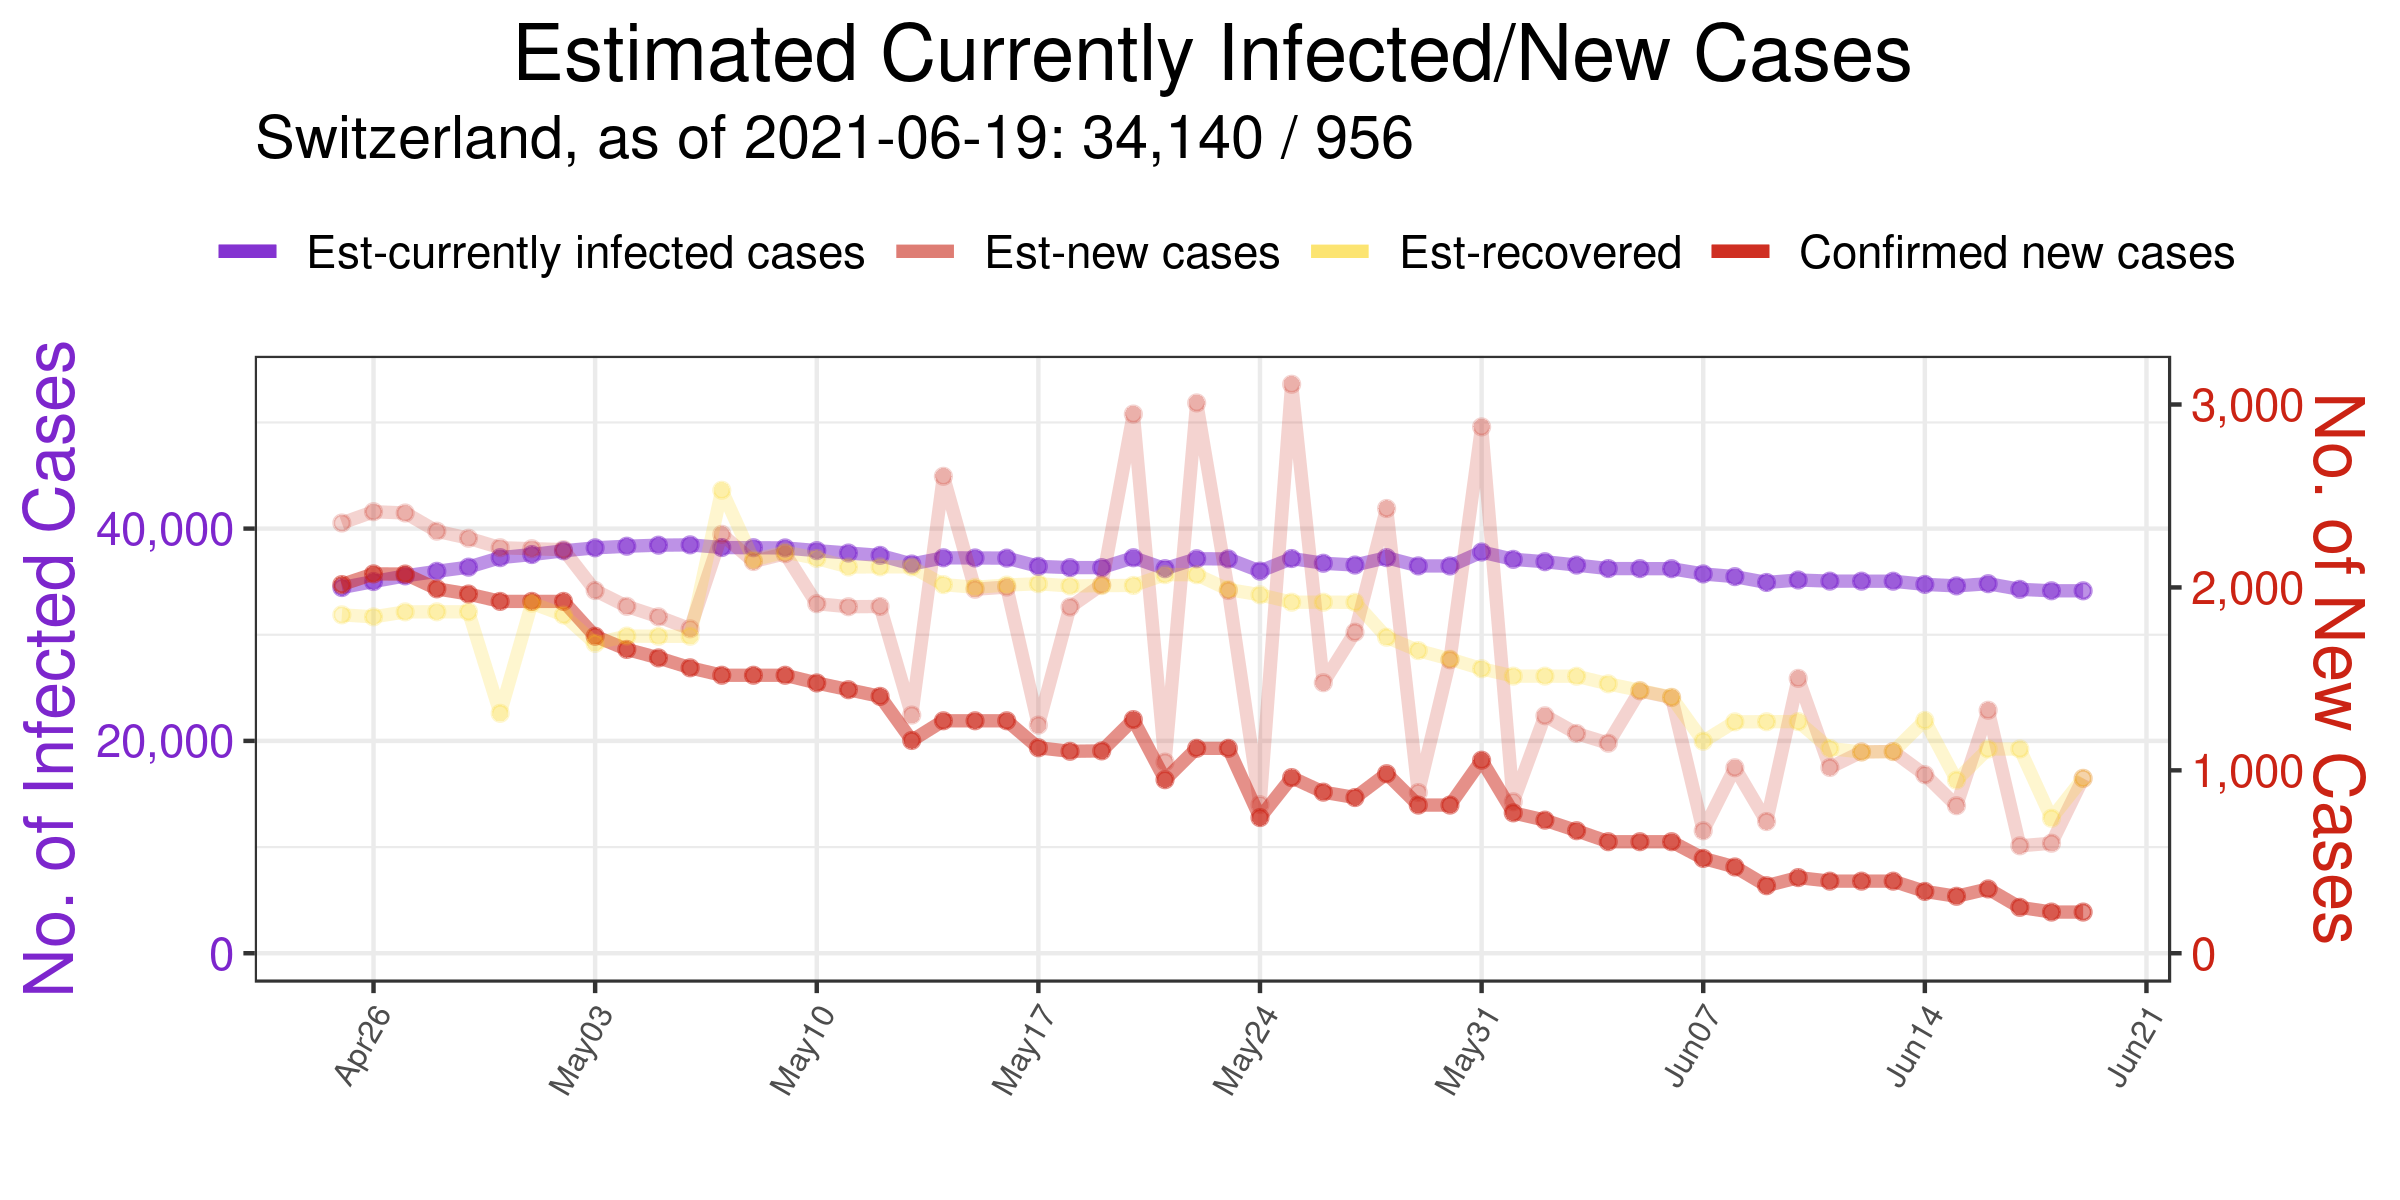 Estimated Currently Infected/New Cases
Switzerland, as of 2021-06-19: 34,140 / 956
Est-currently infected cases Est-new cases Est-recovered Confirmed new cases
No. of Infected Cases
40,000
20,000
0
3,000
2,000
1,000
0
No. of New Cases
Apr26 May03 May10 May17 May24 May31 Jun07 Jun14 Jun21